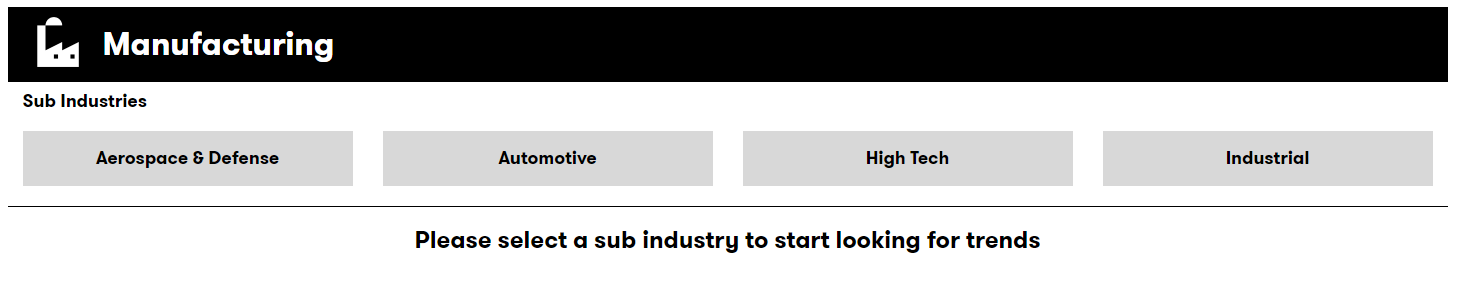 Manufacturing
Sub Industries
Aerospace & Defense
Automotive
High Tech
Industrial
Please select a sub industry to start looking for trends